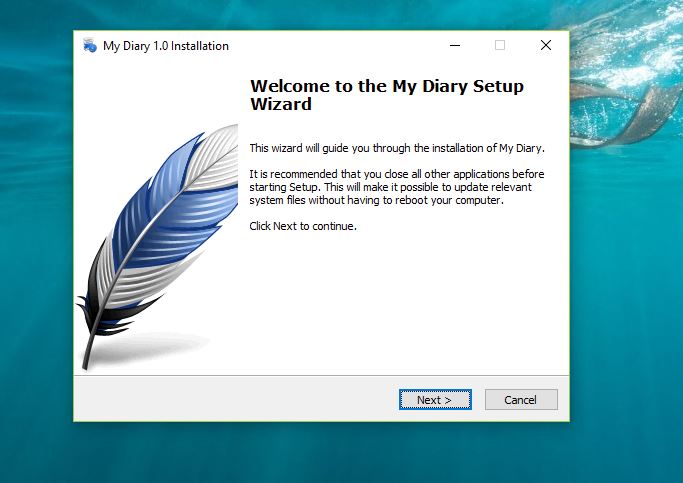 My Diary 1.0 Installation
Welcome to the My Diary Setup
Wizard
This wizard will guide you through the installation of My Diary.
It is recommended that you close all other applications before
starting Setup. This will make it possible to update relevant
system files without having to reboot your computer.
Click Next to continue.
Next >
Cancel